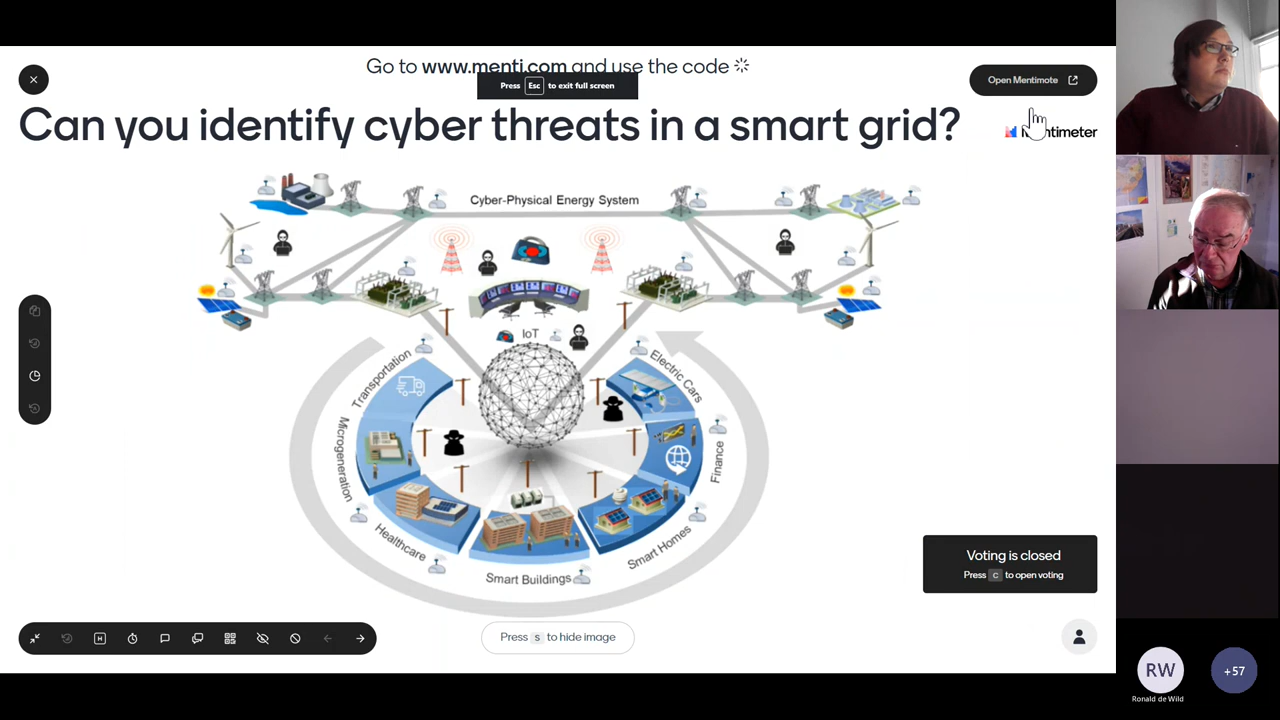 Go to www.menti.com and use the code
Press Esc to exit full screen
Open Mentimote
Can you identify cyber threats in a smart grid?
Cyber-Physical Energy System
IoT
Transportation
Electric Cars
Microgeneration
Finance
Healthcare
Smart Homes
Smart Buildings
Voting is closed
Press C to open voting
H
Press S to hide image
RW
+57
Ronald de Wild